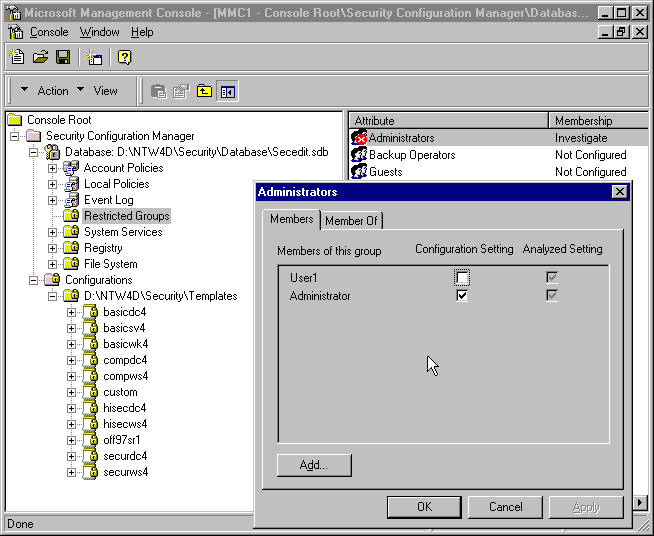 Microsoft Management Console - [MMC1 - Console Root\Security Configuration Manager\Databas...
Console Window Help
Action View
Console Root
Security Configuration Manager
Database: D:\NTW4D\Security\Database\Secedit.sdb
Account Policies
Local Policies
Event Log
Restricted Groups
System Services
Registry
File System
Configurations
D:\NTW4D\Security\Templates
basicdc4
basicsv4
basicwk4
compdc4
compws4
custom
hisecdc4
hisecws4
off97sr1
securdc4
securws4
Attribute Membership
Administrators Investigate
Backup Operators Not Configured
Guests Not Configured
Administrators
Members Member Of
Members of this group Configuration Setting Analyzed Setting
User1
Administrator
Add...
OK Cancel Apply
Done